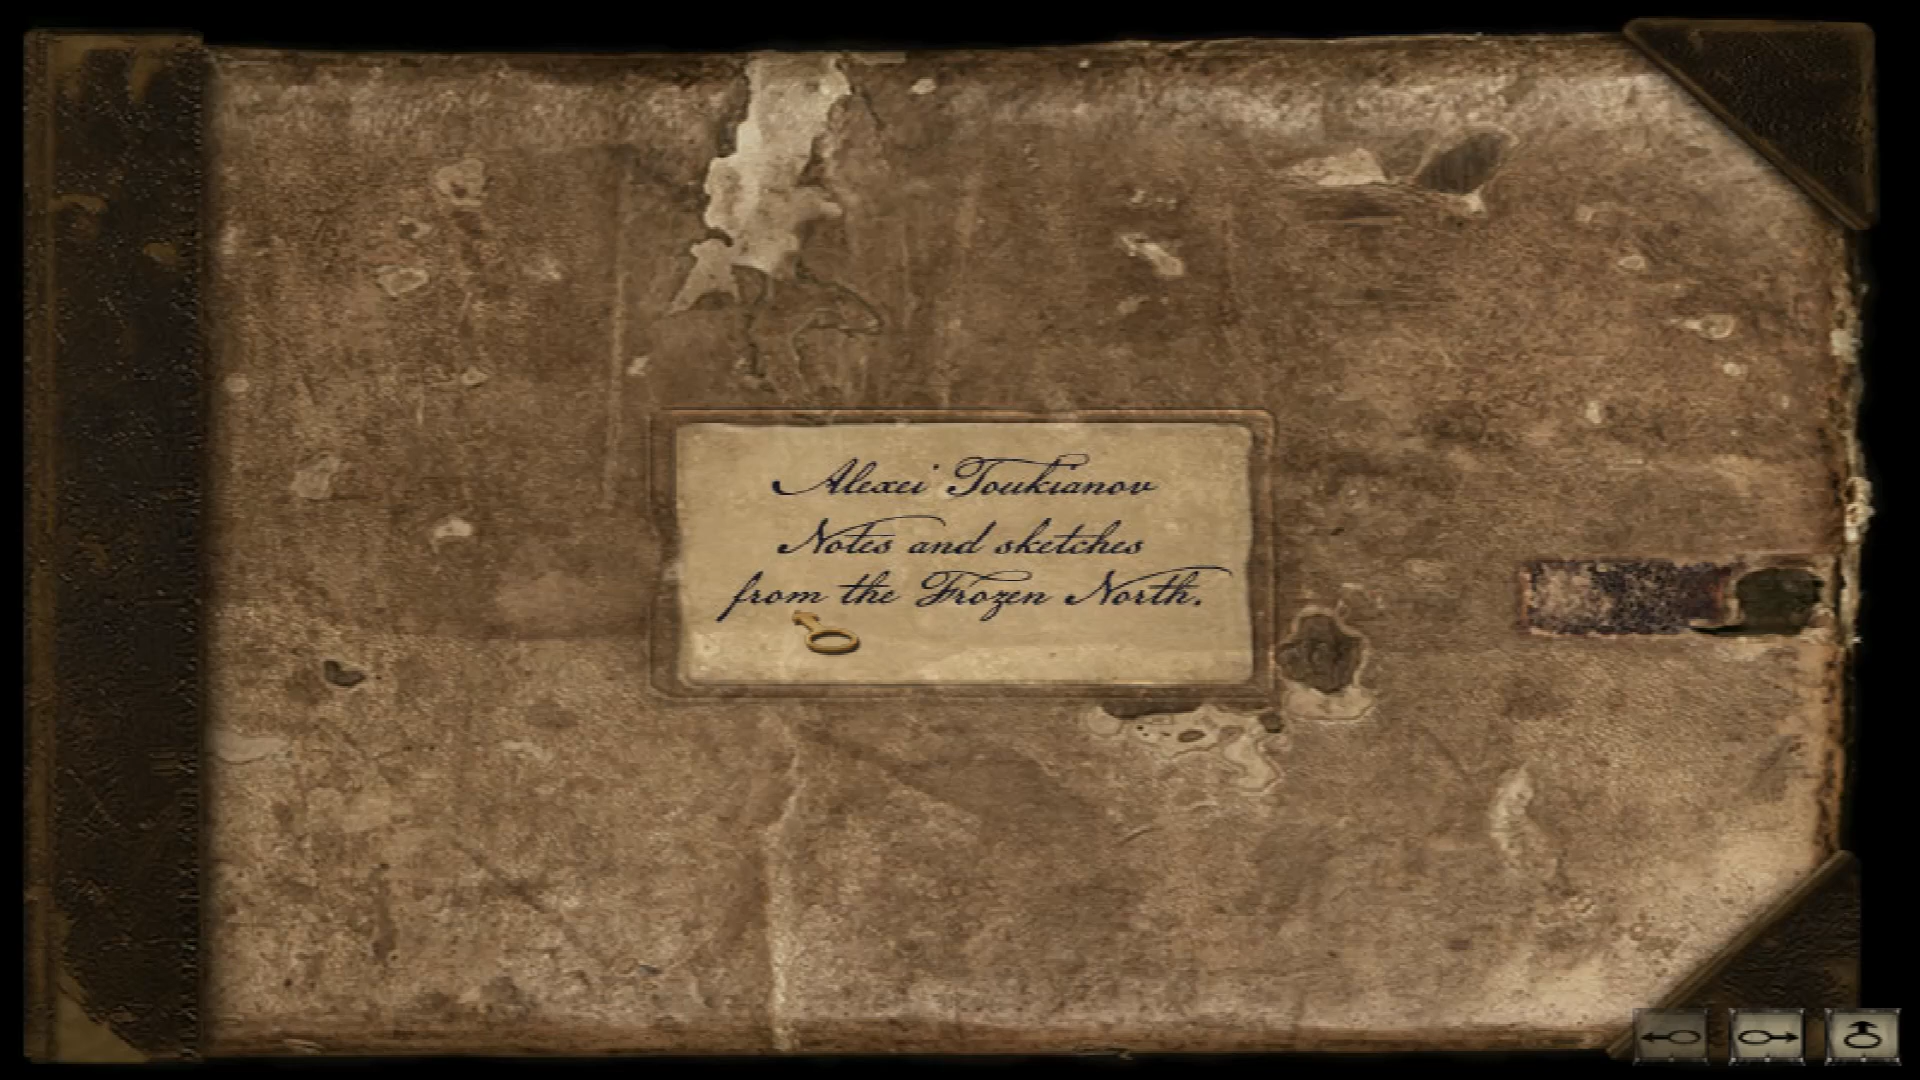 Alexei Toukianov
Notes and sketches
from the Frozen North.